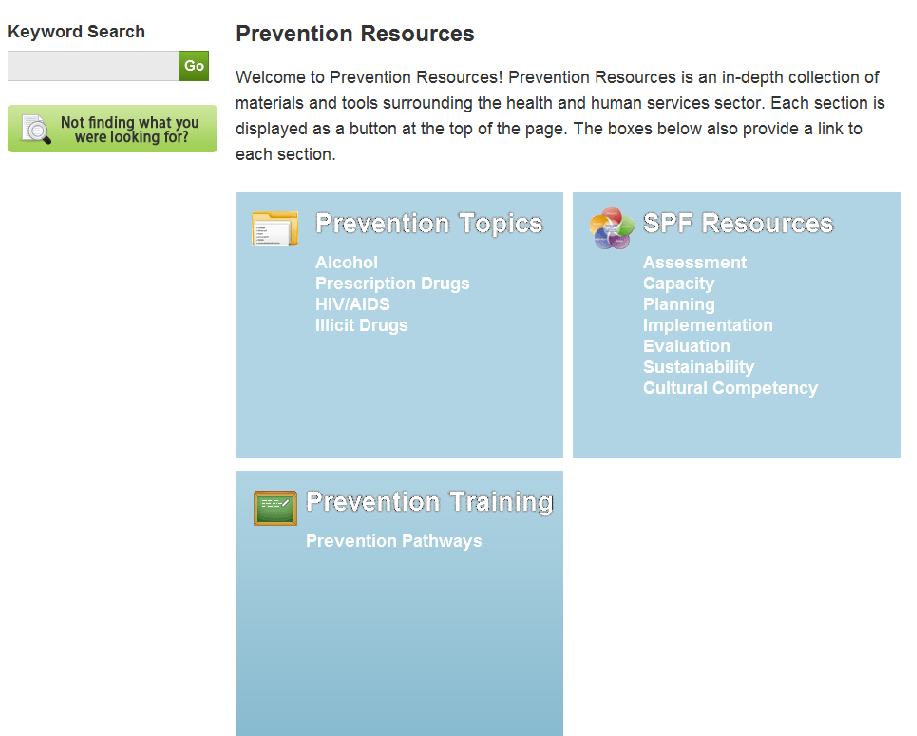 Keyword Search
Go
Not finding what you
were looking for?
Prevention Resources
Welcome to Prevention Resources! Prevention Resources is an in-depth collection of
materials and tools surrounding the health and human services sector. Each section is
displayed as a button at the top of the page. The boxes below also provide a link to
each section.
Prevention Topics
Alcohol
Prescription Drugs
HIV/AIDS
Illicit Drugs
SPF Resources
Assessment
Capacity
Planning
Implementation
Evaluation
Sustainability
Cultural Competency
Prevention Training
Prevention Pathways